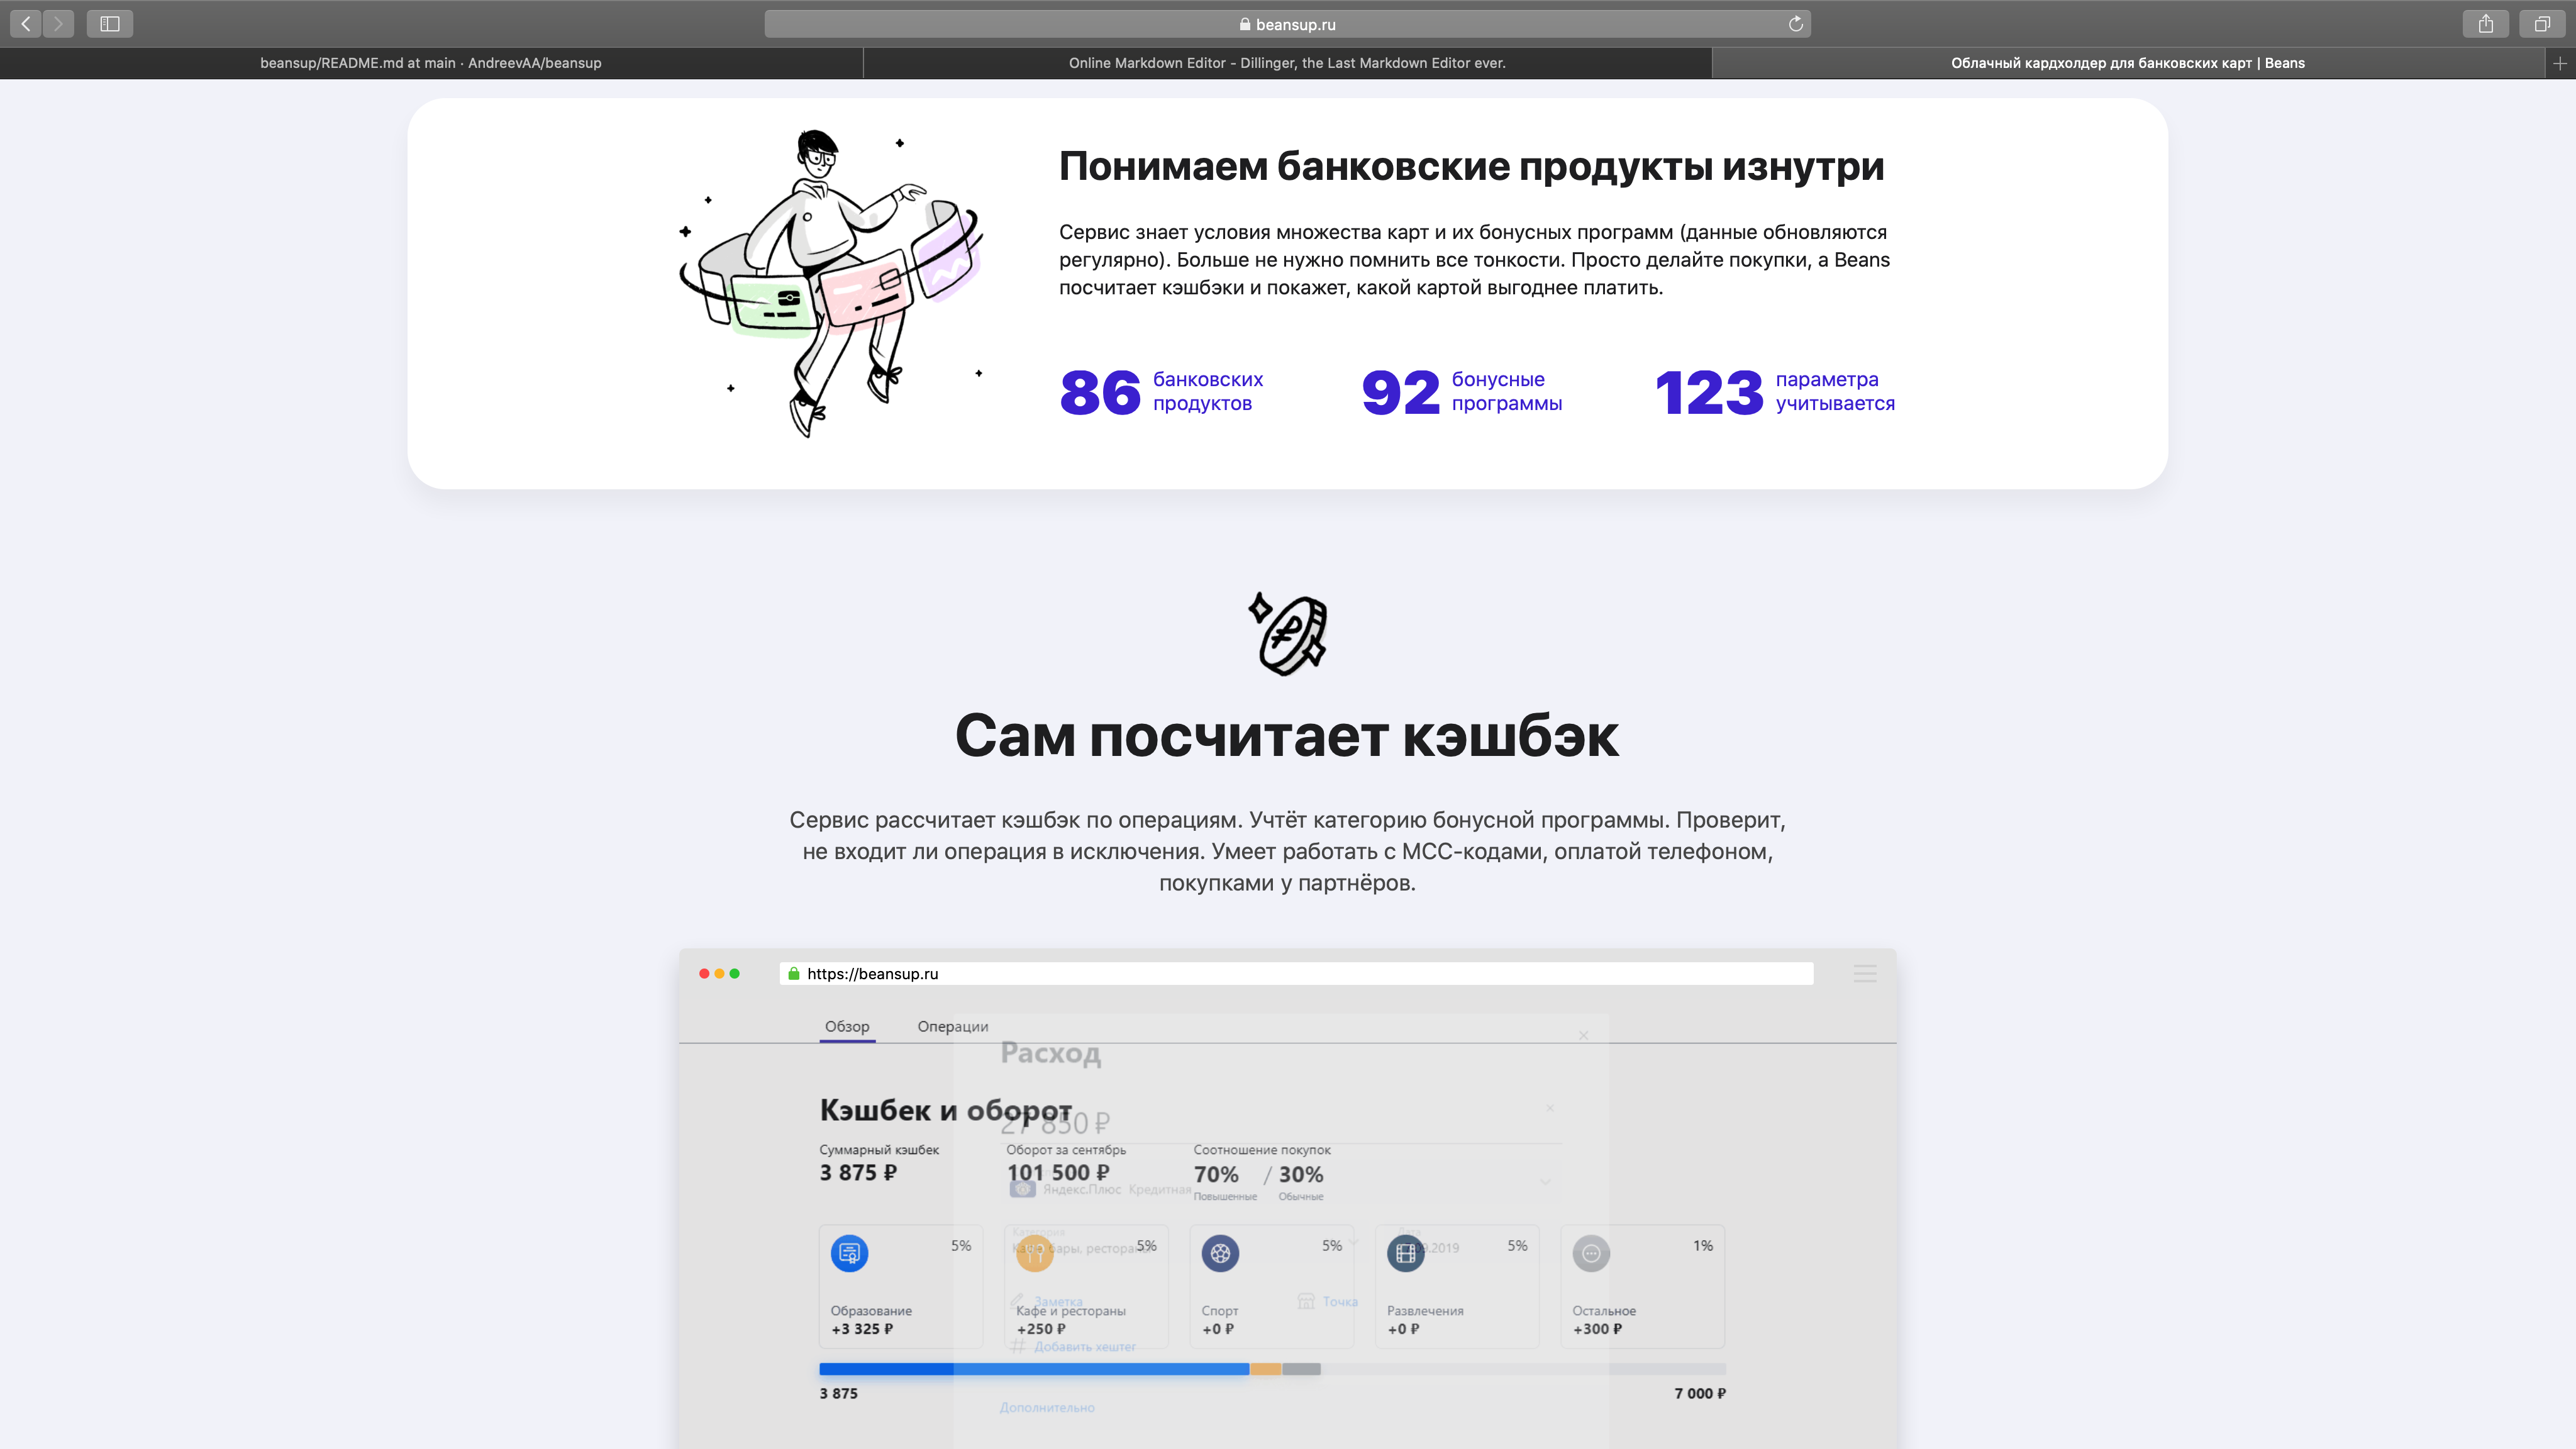 beansup.ru
beansup/README.md at main · AndreevAA/beansup
Online Markdown Editor - Dillinger, the Last Markdown Editor ever.
Облачный кардхолдер для банковских карт | Beans
Понимаем банковские продукты изнутри
Сервис знает условия множества карт и их бонусных программ (данные обновляются
регулярно). Больше не нужно помнить все тонкости. Просто делайте покупки, а Beans
посчитает кэшбэки и покажет, какой картой выгоднее платить.
86 банковских продуктов
92 бонусные программы
123 параметра учитывается
Сам посчитает кэшбэк
Сервис рассчитает кэшбэк по операциям. Учтёт категорию бонусной программы. Проверит,
не входит ли операция в исключения. Умеет работать с МСС-кодами, оплатой телефоном,
покупками у партнёров.
https://beansup.ru
Обзор Операции
Расход
Кэшбек и оборот
27 850 ₽
Суммарный кэшбек
3 875 ₽
Оборот за сентябрь
101 500 ₽
Соотношение покупок
70% / 30%
Повышенные Обычные
Яндекс.Плюс Кредитная
Категория
Дата
Кафе, бары, рестораны
09.2019
5%
Образование
+3 325 ₽
5%
Кафе и рестораны
+250 ₽
5%
Спорт
+0 ₽
5%
Развлечения
+0 ₽
1%
Остальное
+300 ₽
Заметка
Точка
# Добавить хештег
3 875
7 000 ₽
Дополнительно